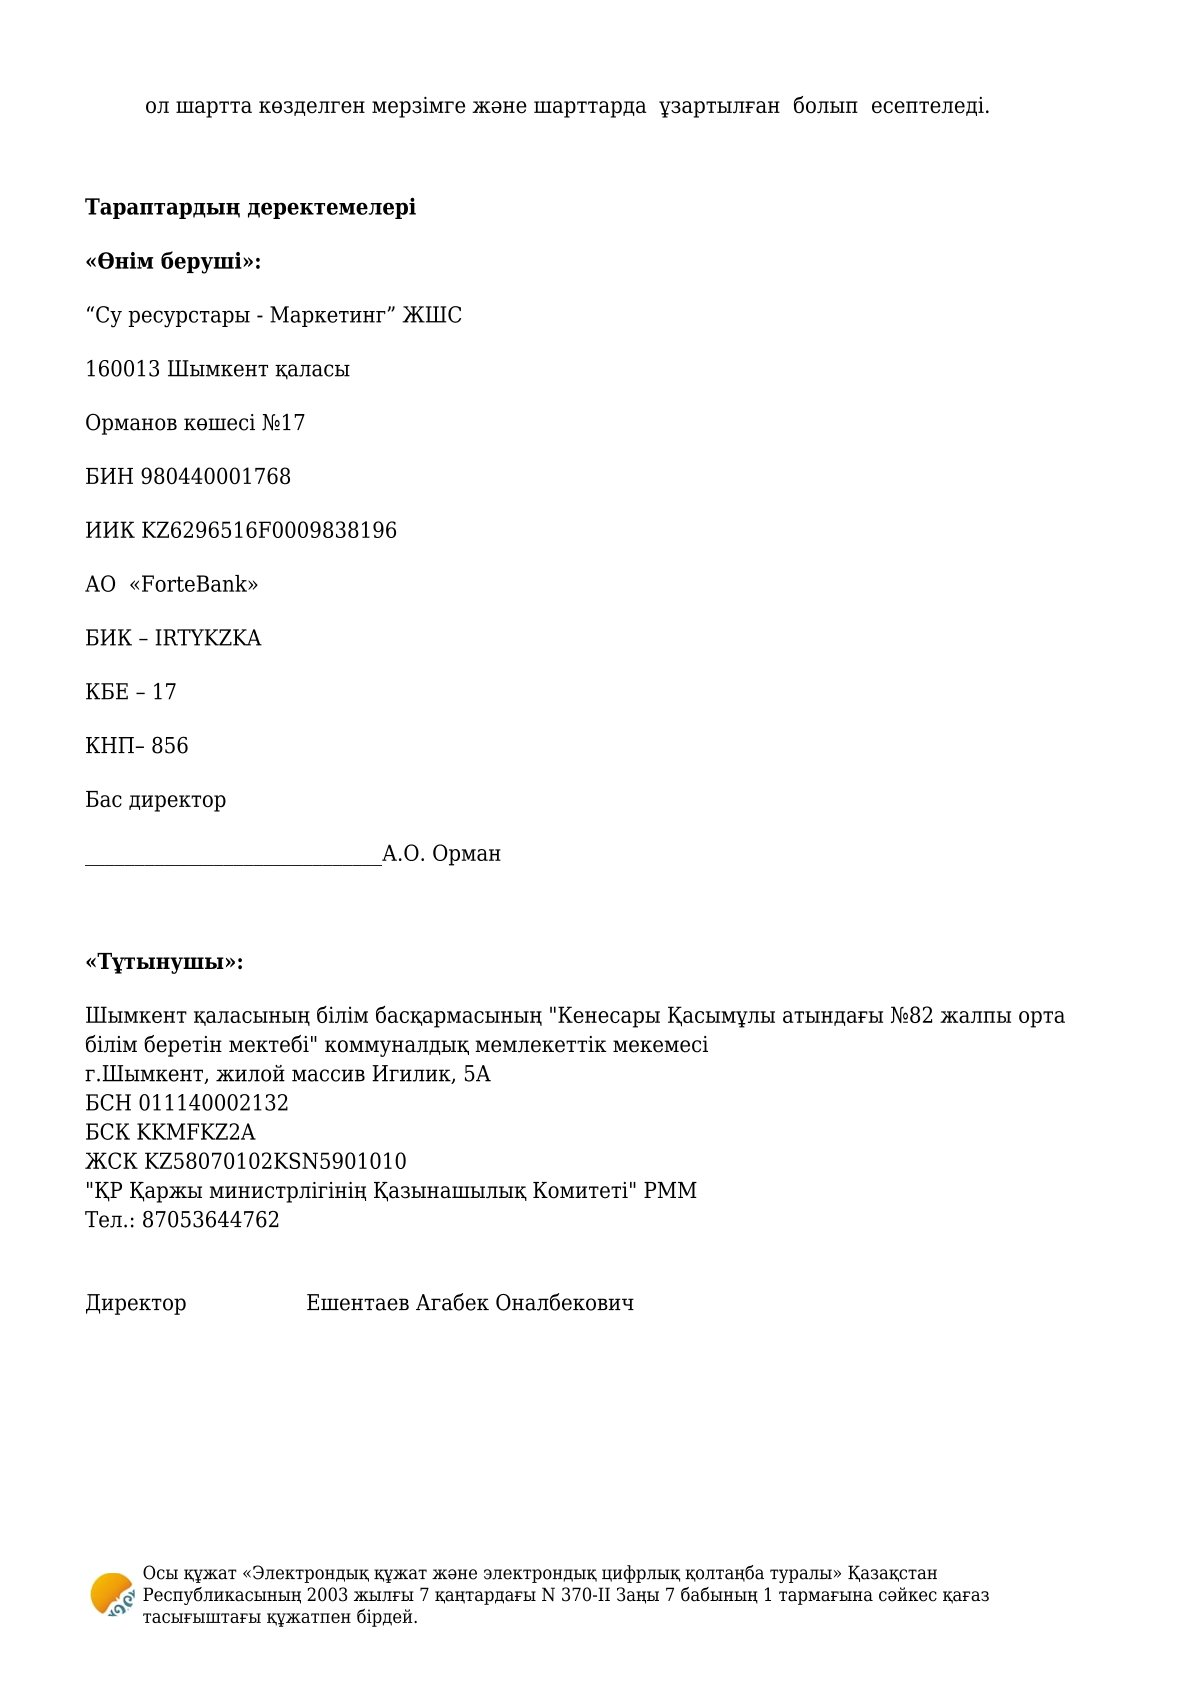 ол шартта көзделген мерзімге және шарттарда  ұзартылған  болып  есептеледі.
Тараптардың деректемелері
«Өнім беруші»:
“Су ресурстары - Маркетинг” ЖШС
160013 Шымкент қаласы
Орманов көшесі №17
БИН 980440001768
ИИК KZ6296516F0009838196
АО  «ForteBank»
БИК – IRTYKZKA
КБЕ – 17
КНП– 856
Бас директор
___________________________А.О. Орман
«Тұтынушы»:
Шымкент қаласының білім басқармасының "Кенесары Қасымұлы атындағы №82 жалпы орта
білім беретін мектебі" коммуналдық мемлекеттік мекемесі
г.Шымкент, жилой массив Игилик, 5А
БСН 011140002132
БСК KKMFKZ2A
ЖСК KZ58070102KSN5901010
"ҚР Қаржы министрлігінің Қазынашылық Комитеті" РММ
Тел.: 87053644762
Директор Ешентаев Агабек Оналбекович
Осы құжат «Электрондық құжат және электрондық цифрлық қолтаңба туралы» Қазақстан
Республикасының 2003 жылғы 7 қаңтардағы N 370-II Заңы 7 бабының 1 тармағына сәйкес қағаз
тасығыштағы құжатпен бірдей.